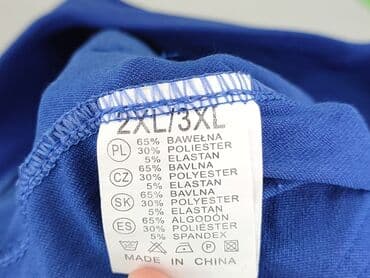 2XL/3XL
65% BAWEŁNA
PL 30% POLIESTER
5% ELASTAN
65% BAVLNA
CZ 30% POLYESTER
5% ELASTAN
65% BAVLNA
SK 30% POLYESTER
5% ELASTAN
65% ALGODÓN
ES 30% POLIÉSTER
5% SPANDEX
MADE IN CHINA